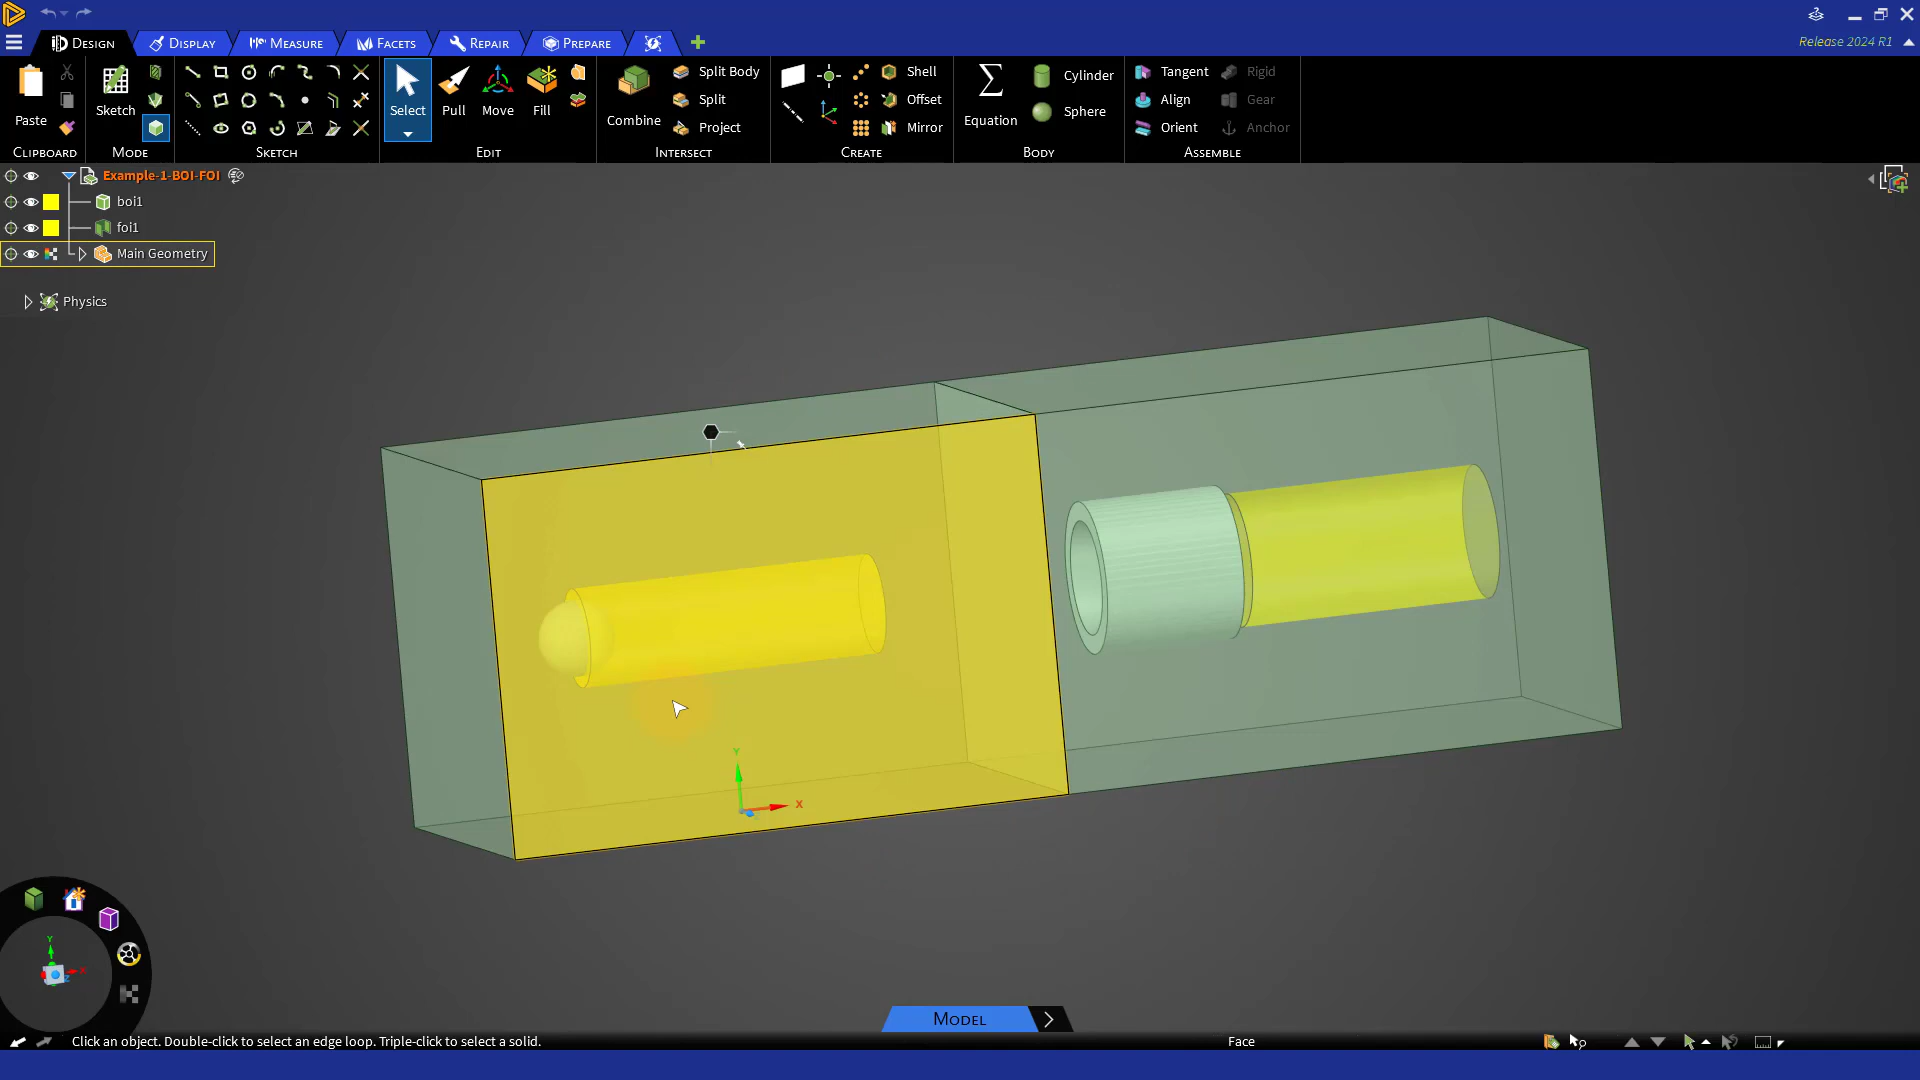 Design
Display
Measure
Facets
Repair
Prepare
Release 2024 R1
Paste
Clipboard
Sketch
Mode
Sketch
Select
Pull
Move
Fill
Edit
Combine
Split Body
Split
Project
Intersect
Shell
Offset
Mirror
Create
Equation
Cylinder
Sphere
Body
Tangent
Align
Orient
Rigid
Gear
Anchor
Assemble
Example-1-BOI-FOI
boi1
foi1
Main Geometry
Physics
Y
X
Y
X
Model
Click an object. Double-click to select an edge loop. Triple-click to select a solid.
Face